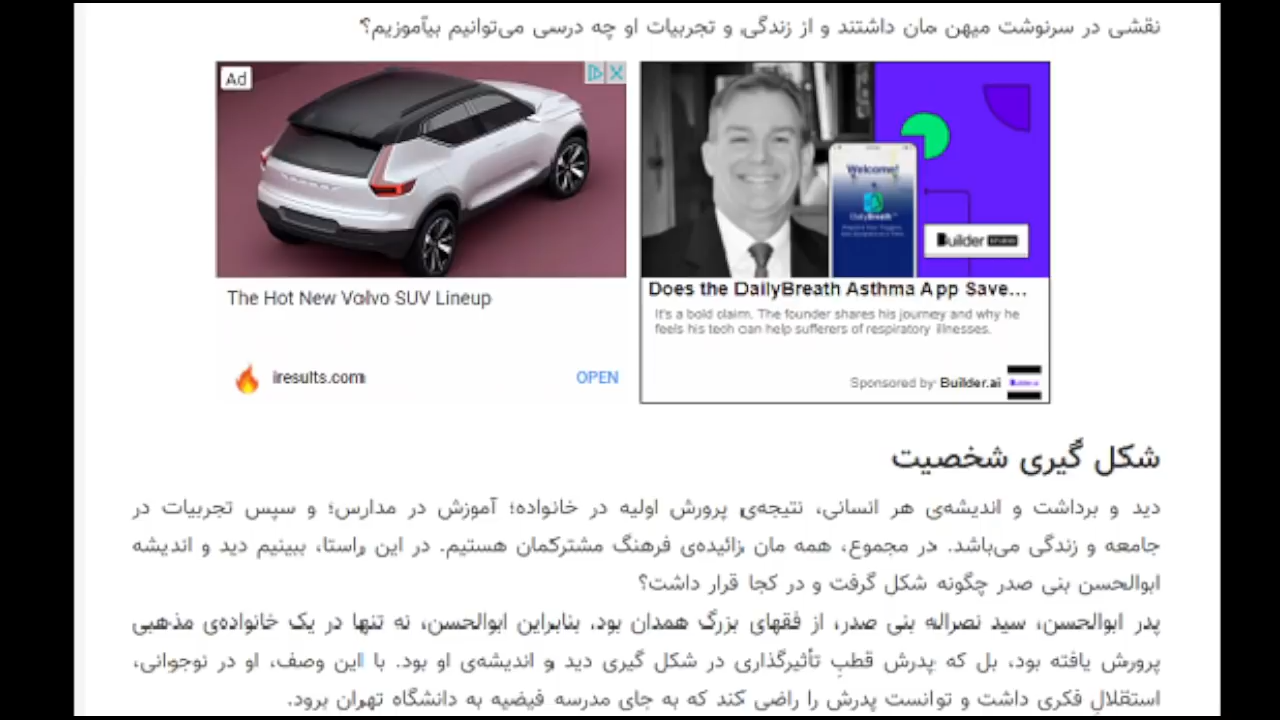 نقشی در سرنوشت میهن مان داشتند و از زندگی و تجربیات او چه درسی می‌توانیم بیآموزیم؟
Ad
The Hot New Volvo SUV Lineup
iresults.com
OPEN
Welcome!
DailyBreath
Builder
Does the DailyBreath Asthma App Save...
It's a bold claim. The founder shares his journey and why he
feels his tech can help sufferers of respiratory illnesses.
Sponsored by Builder.ai
شکل گیری شخصیت
دید و برداشت و اندیشه‌ی هر انسانی، نتیجه‌ی پرورش اولیه در خانواده؛ آموزش در مدارس؛ و سپس تجربیات در
جامعه و زندگی می‌باشد. در مجموع، همه مان زائیده‌ی فرهنگ مشترکمان هستیم. در این راستا، ببینیم دید و اندیشه
ابوالحسن بنی صدر چگونه شکل گرفت و در کجا قرار داشت؟
پدر ابوالحسن، سید نصراله بنی صدر، از فقهای بزرگ همدان بود. بنابراین ابوالحسن، نه تنها در یک خانواده‌ی مذهبی
پرورش یافته بود، بل که پدرش قطبِ تأثیرگذاری در شکل گیری دید و اندیشه‌ی او بود. با این وصف، او در نوجوانی،
استقلالِ فکری داشت و توانست پدرش را راضی کند که به جای مدرسه فیضیه به دانشگاه تهران برود.